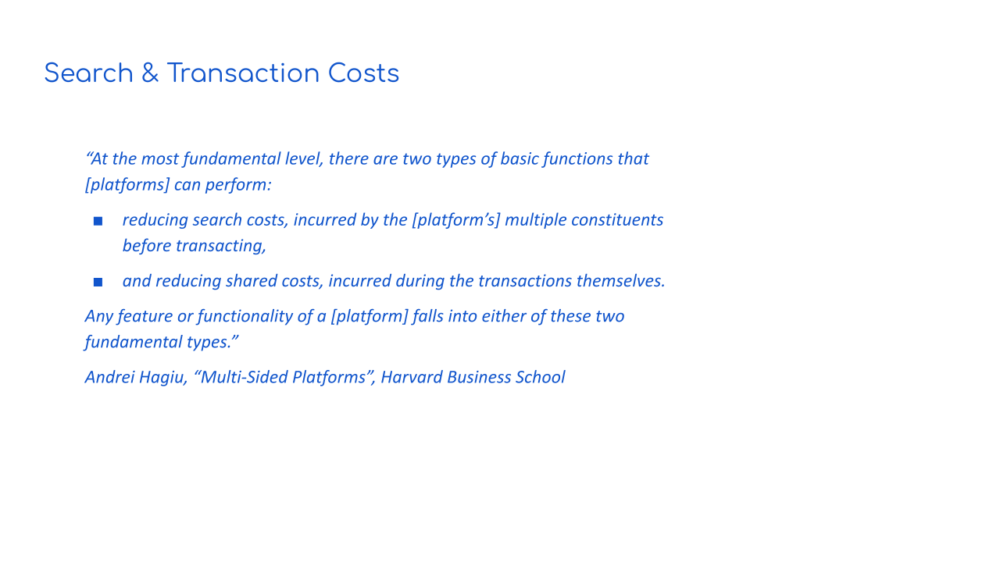 Search & Transaction Costs
“At the most fundamental level, there are two types of basic functions that
[platforms] can perform:
■ reducing search costs, incurred by the [platform’s] multiple constituents
before transacting,
■ and reducing shared costs, incurred during the transactions themselves.
Any feature or functionality of a [platform] falls into either of these two
fundamental types.”
Andrei Hagiu, “Multi-Sided Platforms”, Harvard Business School